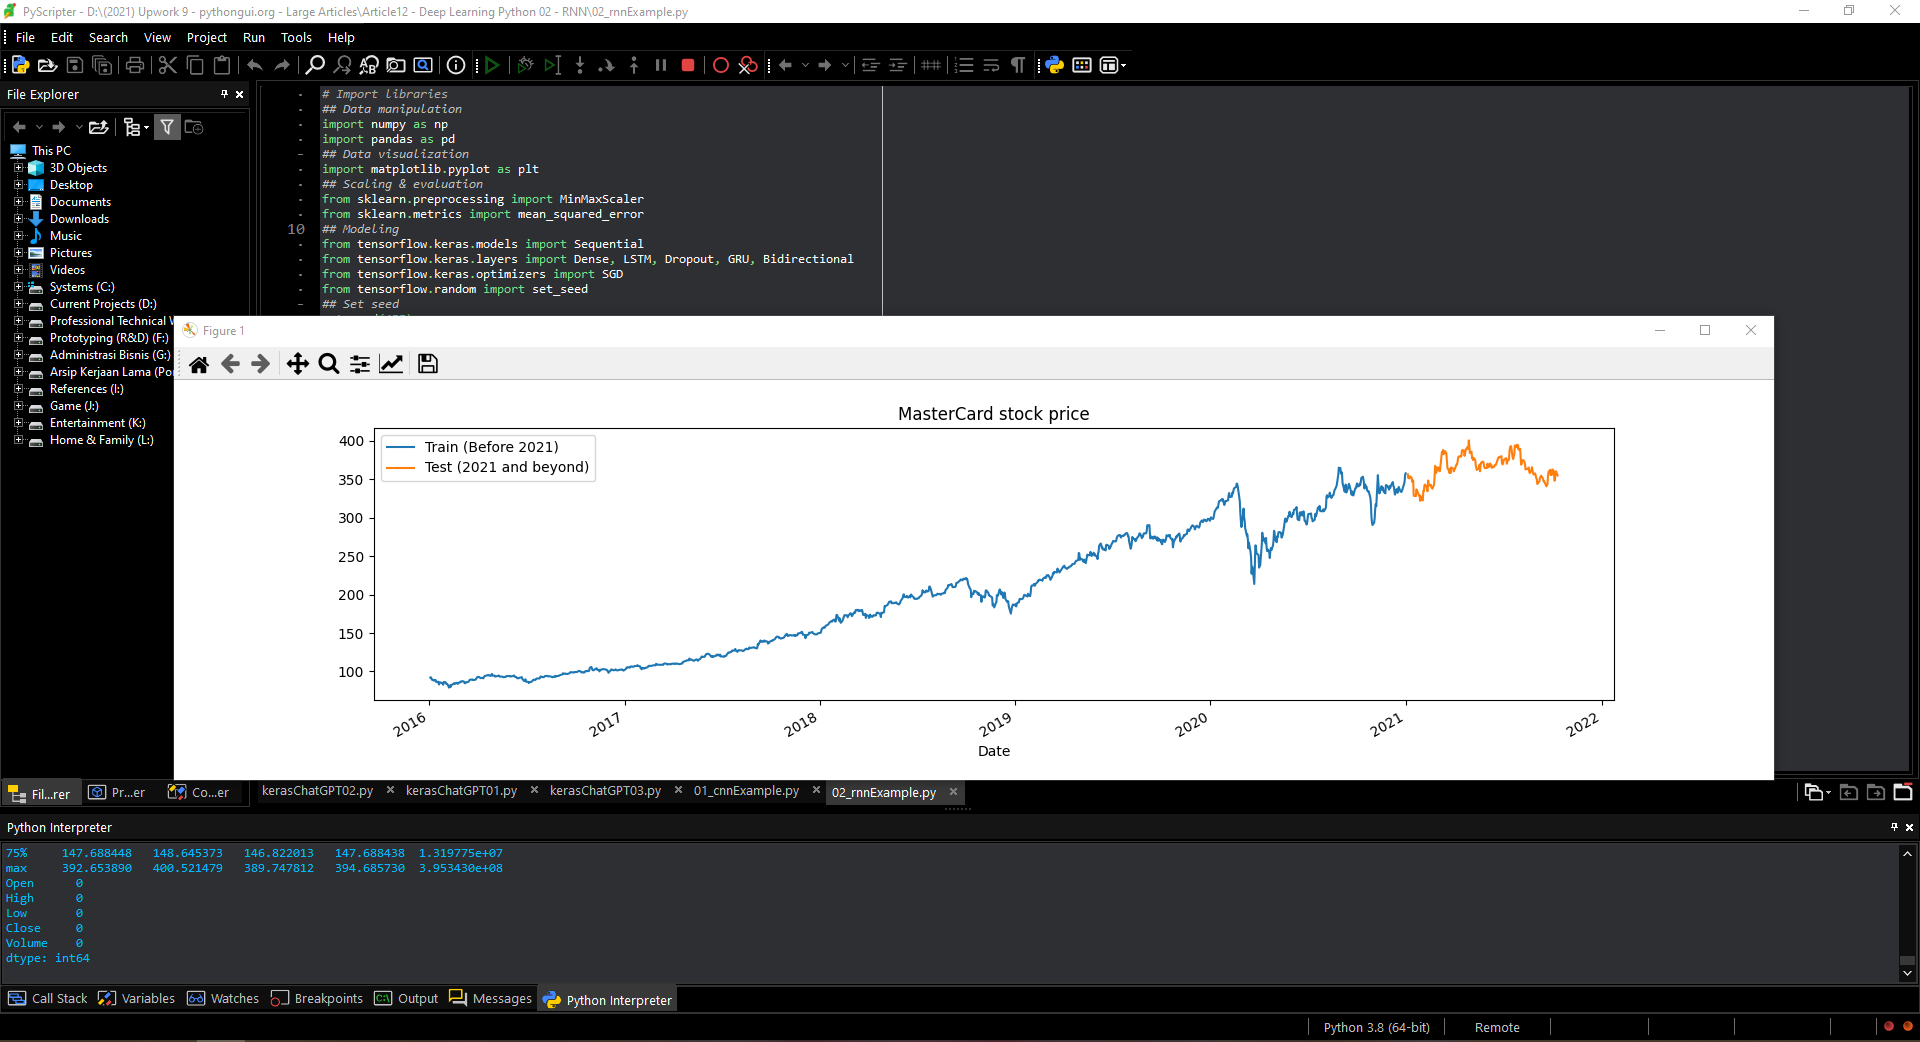 PyScripter - D:\(2021) Upwork 9 - pythongui.org - Large Articles\Article12 - Deep Learning Python 02 - RNN\02_rnnExample.py
File Edit Search View Project Run Tools Help
File Explorer
This PC
3D Objects
Desktop
Documents
Downloads
Music
Pictures
Videos
Systems (C:)
Current Projects (D:)
Professional Technical
Prototyping (R&D) (F:)
Administrasi Bisnis (G:)
Arsip Kerjaan Lama (Po
References (I:)
Game (J:)
Entertainment (K:)
Home & Family (L:)
# Import libraries
## Data manipulation
import numpy as np
import pandas as pd
## Data visualization
import matplotlib.pyplot as plt
## Scaling & evaluation
from sklearn.preprocessing import MinMaxScaler
from sklearn.metrics import mean_squared_error
10 ## Modeling
from tensorflow.keras.models import Sequential
from tensorflow.keras.layers import Dense, LSTM, Dropout, GRU, Bidirectional
from tensorflow.keras.optimizers import SGD
from tensorflow.random import set_seed
## Set seed
Figure 1
MasterCard stock price
Train (Before 2021)
Test (2021 and beyond)
400
350
300
250
200
150
100
2016 2017 2018 2019 2020 2021 2022
Date
Fil...rer Pr...er Co...er
kerasChatGPT02.py kerasChatGPT01.py kerasChatGPT03.py 01_cnnExample.py 02_rnnExample.py
Python Interpreter
75% 147.688448 148.645373 146.822013 147.688438 1.319775e+07
max 392.653890 400.521479 389.747812 394.685730 3.953430e+08
Open 0
High 0
Low 0
Close 0
Volume 0
dtype: int64
Call Stack Variables Watches Breakpoints Output Messages Python Interpreter
Python 3.8 (64-bit) Remote